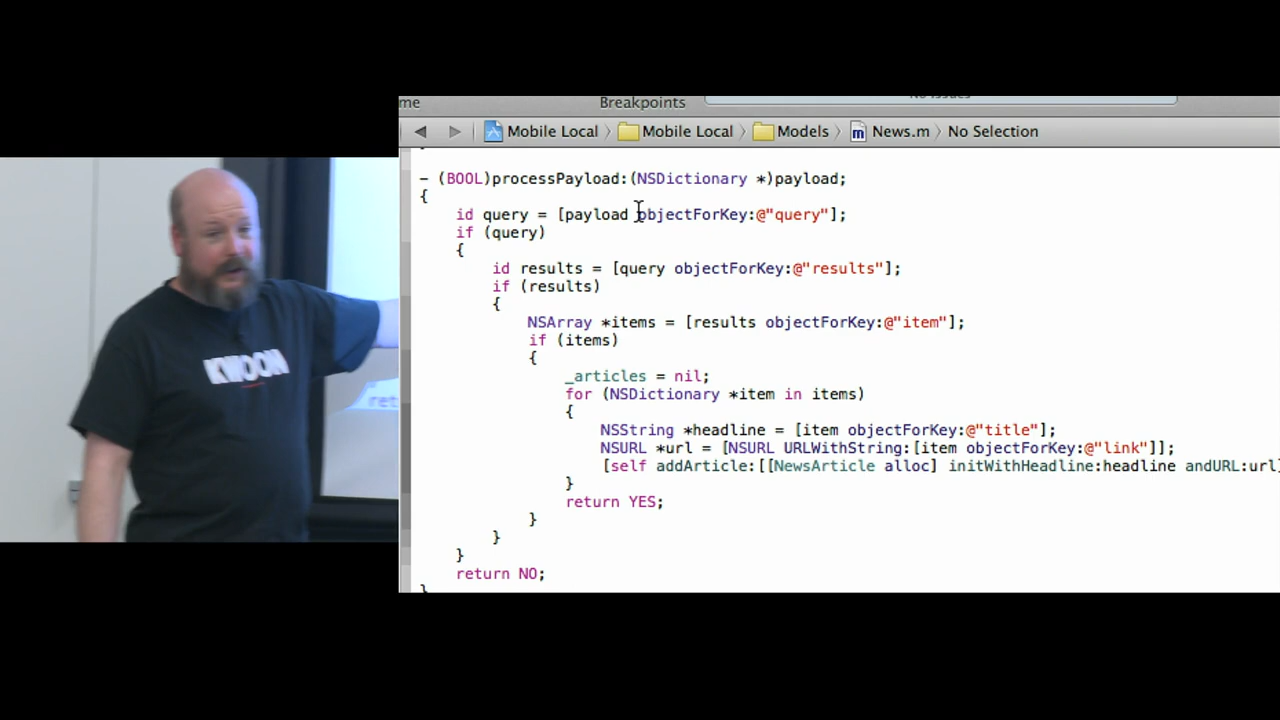 me
Breakpoints
No Issues
Mobile Local
Mobile Local
Models
News.m
No Selection
- (BOOL)processPayload:(NSDictionary *)payload;
{
id query = [payload objectForKey:@"query"];
if (query)
{
id results = [query objectForKey:@"results"];
if (results)
{
NSArray *items = [results objectForKey:@"item"];
if (items)
{
_articles = nil;
for (NSDictionary *item in items)
{
NSString *headline = [item objectForKey:@"title"];
NSURL *url = [NSURL URLWithString:[item objectForKey:@"link"]];
[self addArticle:[[NewsArticle alloc] initWithHeadline:headline andURL:url]
}
return YES;
}
}
}
return NO;
}
KWOON
ret